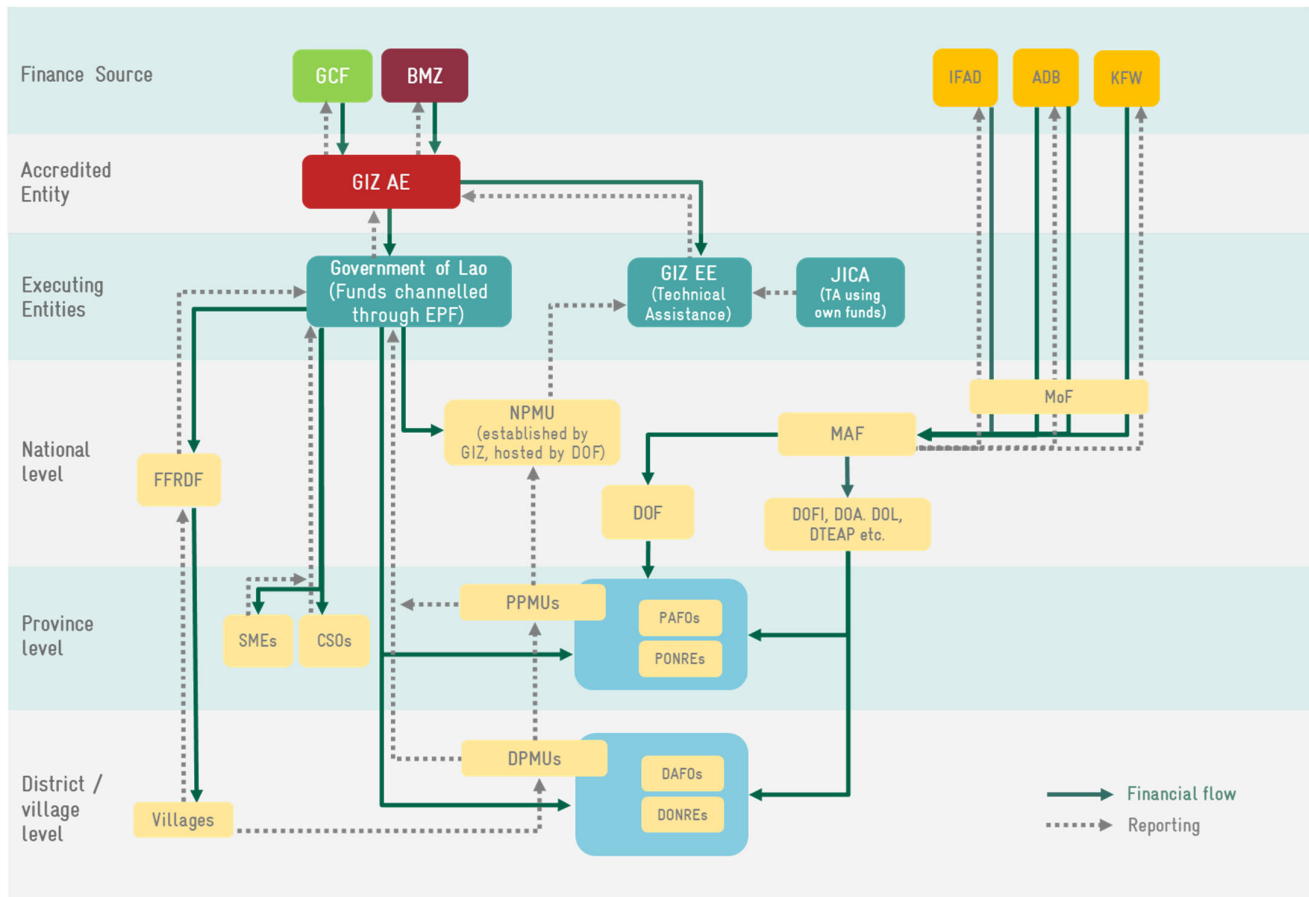 Finance Source
GCF
BMZ
IFAD
ADB
KFW
Accredited
Entity
GIZ AE
Executing
Entities
Government of Lao
(Funds channelled
through EPF)
GIZ EE
(Technical
Assistance)
JICA
(TA using
own funds)
National
level
MoF
NPMU
(established by
GIZ, hosted by DOF)
MAF
FFRDF
DOF
DOFI, DOA. DOL,
DTEAP etc.
Province
level
SMEs
CSOs
PPMUs
PAFOs
PONREs
District /
village
level
Villages
DPMUs
DAFOs
DONREs
Financial flow
Reporting